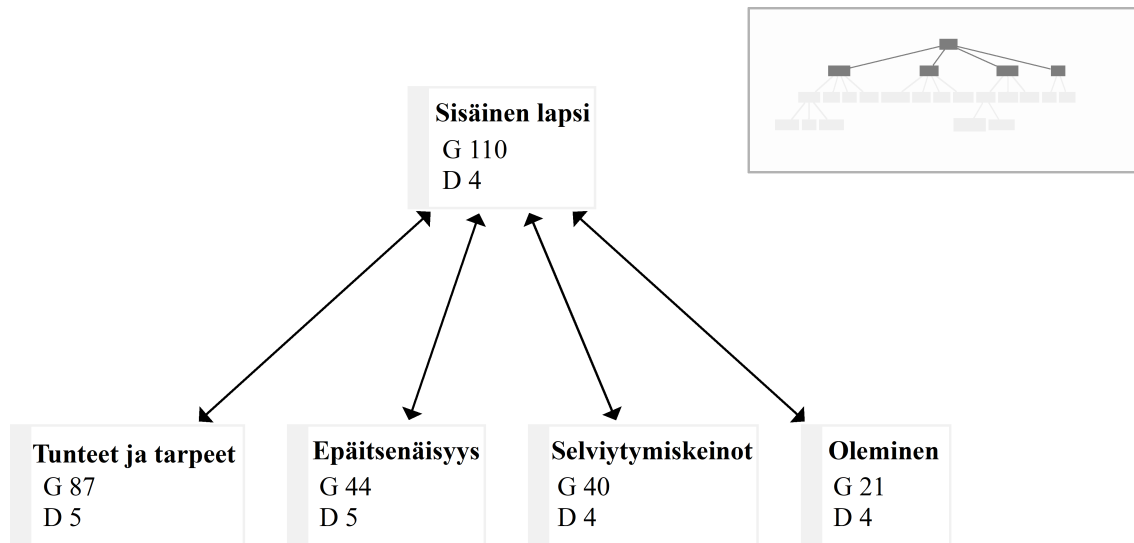 Sisäinen lapsi
G 110
D 4
Tunteet ja tarpeet
G 87
D 5
Epäitsenäisyys
G 44
D 5
Selviytymiskeinot
G 40
D 4
Oleminen
G 21
D 4